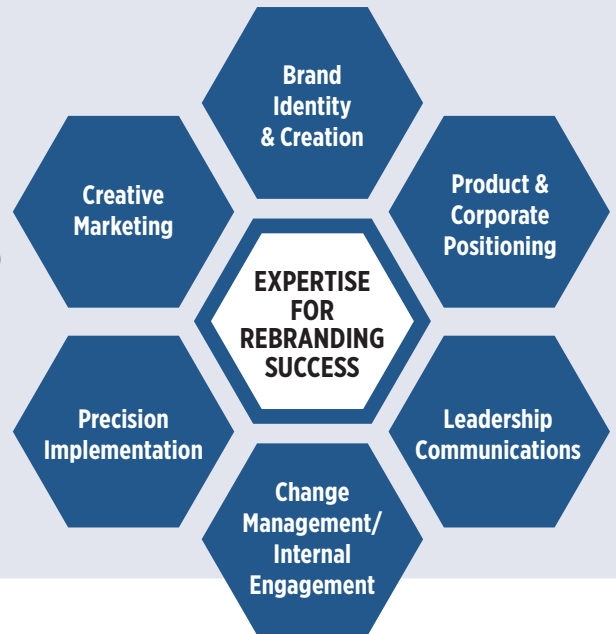 Brand
Identity
& Creation
Creative
Marketing
Product &
Corporate
Positioning
EXPERTISE
FOR
REBRANDING
SUCCESS
Precision
Implementation
Leadership
Communications
Change
Management/
Internal
Engagement